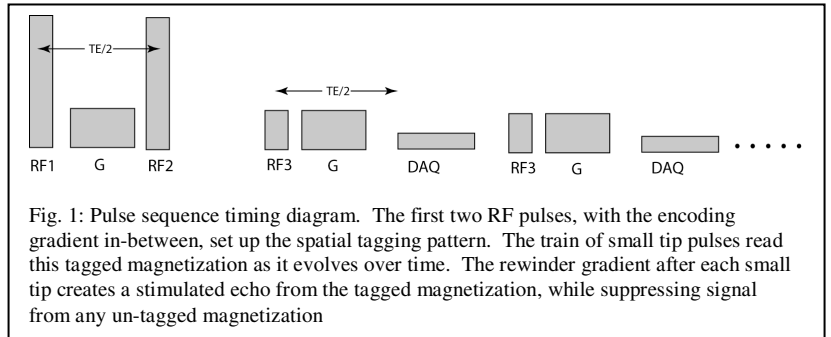 TE/2
TE/2
RF1 G RF2 RF3 G DAQ RF3 G DAQ
Fig. 1: Pulse sequence timing diagram. The first two RF pulses, with the encoding
gradient in-between, set up the spatial tagging pattern. The train of small tip pulses read
this tagged magnetization as it evolves over time. The rewinder gradient after each small
tip creates a stimulated echo from the tagged magnetization, while suppressing signal
from any un-tagged magnetization